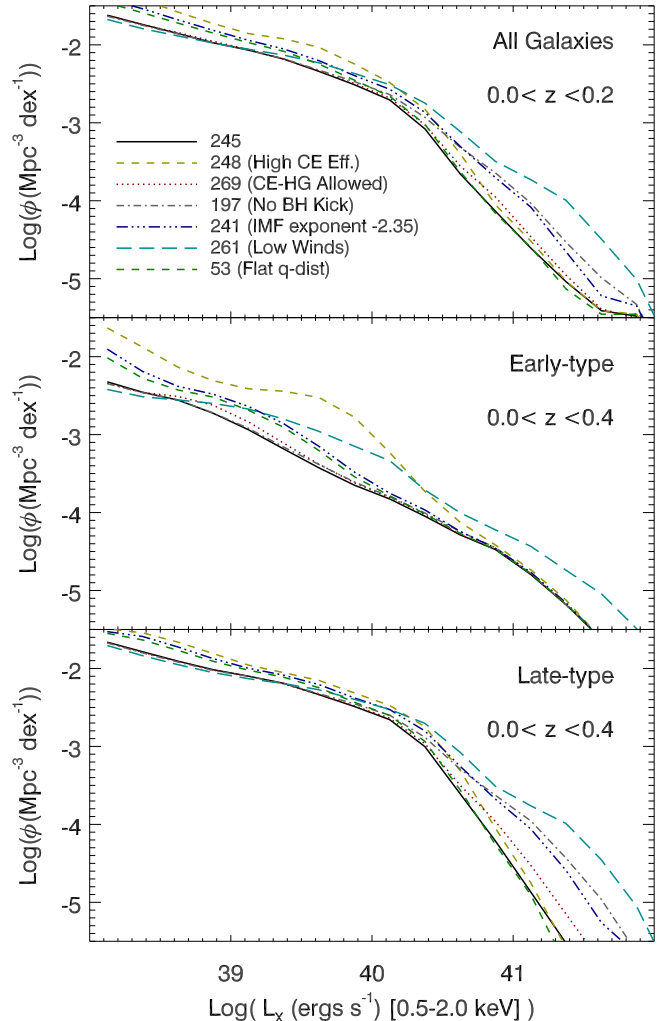 All Galaxies
0.0< z <0.2
245
248 (High CE Eff.)
269 (CE-HG Allowed)
197 (No BH Kick)
241 (IMF exponent -2.35)
261 (Low Winds)
53 (Flat q-dist)
-2
-3
-4
-5
Log(ϕ(Mpc⁻³ dex⁻¹))
Early-type
0.0< z <0.4
-2
-3
-4
-5
Log(ϕ(Mpc⁻³ dex⁻¹))
Late-type
0.0< z <0.4
-2
-3
-4
-5
Log(ϕ(Mpc⁻³ dex⁻¹))
39 40 41
Log( Lₓ (ergs s⁻¹) [0.5-2.0 keV] )